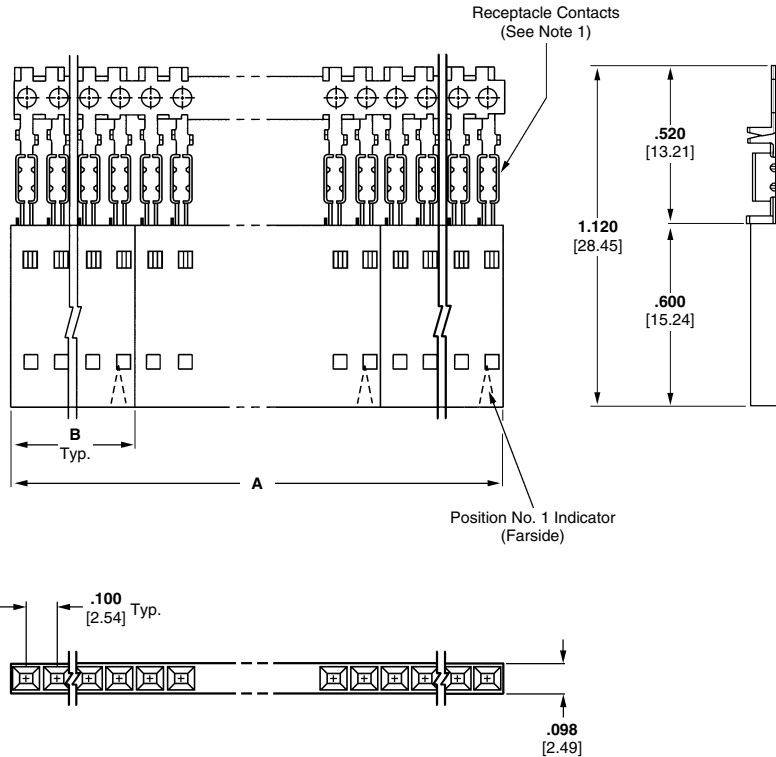 Receptacle Contacts
(See Note 1)
.520
[13.21]
1.120
[28.45]
.600
[15.24]
B
Typ.
A
Position No. 1 Indicator
(Farside)
.100
[2.54] Typ.
.098
[2.49]